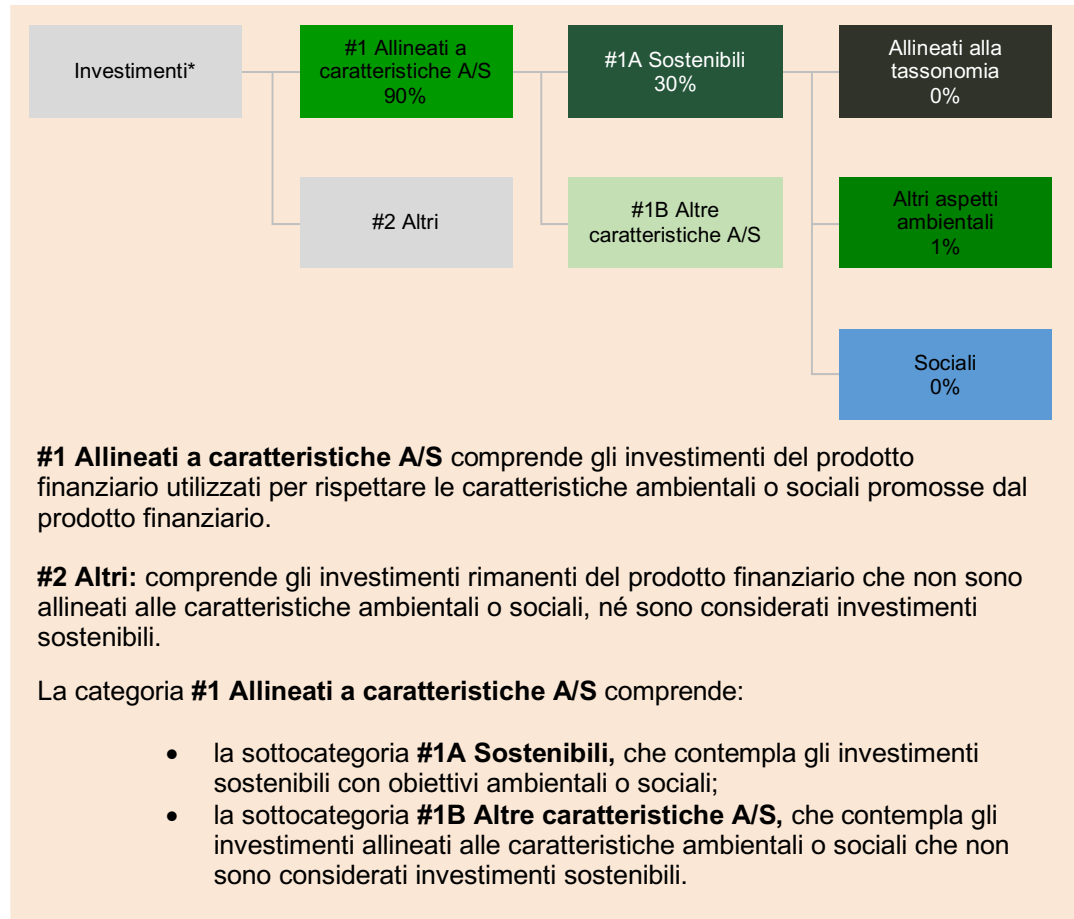 Investimenti*
#1 Allineati a
caratteristiche A/S
90%
#1A Sostenibili
30%
Allineati alla
tassonomia
0%
#2 Altri
#1B Altre
caratteristiche A/S
Altri aspetti
ambientali
1%
Sociali
0%
#1 Allineati a caratteristiche A/S comprende gli investimenti del prodotto
finanziario utilizzati per rispettare le caratteristiche ambientali o sociali promosse dal
prodotto finanziario.
#2 Altri: comprende gli investimenti rimanenti del prodotto finanziario che non sono
allineati alle caratteristiche ambientali o sociali, né sono considerati investimenti
sostenibili.
La categoria #1 Allineati a caratteristiche A/S comprende:
• la sottocategoria #1A Sostenibili, che contempla gli investimenti
sostenibili con obiettivi ambientali o sociali;
• la sottocategoria #1B Altre caratteristiche A/S, che contempla gli
investimenti allineati alle caratteristiche ambientali o sociali che non
sono considerati investimenti sostenibili.